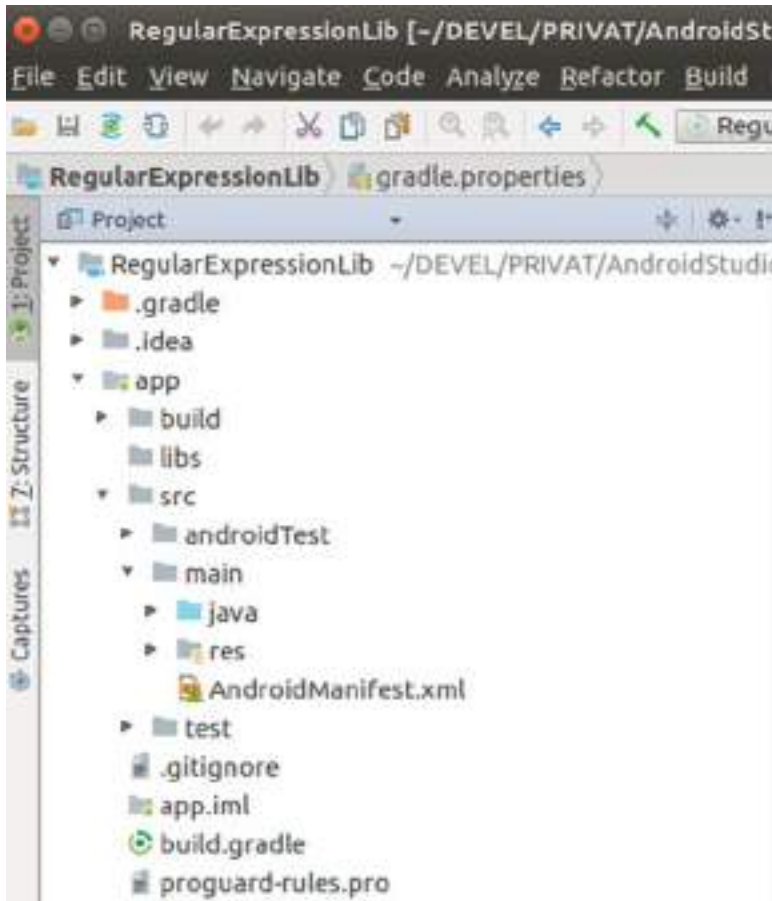 RegularExpressionLib [~/DEVEL/PRIVAT/AndroidSt
File Edit View Navigate Code Analyze Refactor Build
Regu
RegularExpressionLib gradle.properties
Project
1: Project
7: Structure
Captures
RegularExpressionLib ~/DEVEL/PRIVAT/AndroidStudi
.gradle
.idea
app
build
libs
src
androidTest
main
java
res
AndroidManifest.xml
test
.gitignore
app.iml
build.gradle
proguard-rules.pro